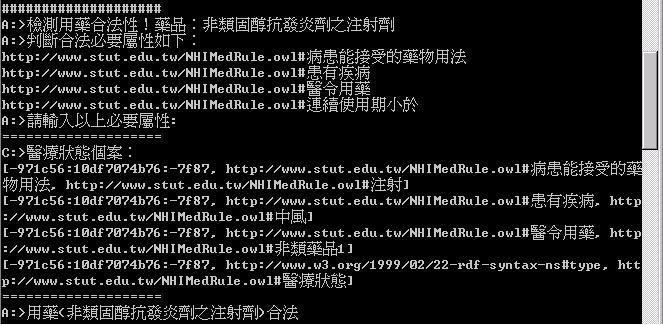 ####################
A:>檢測用藥合法性！藥品：非類固醇抗發炎劑之注射劑
A:>判斷合法必要屬性如下：
http://www.stut.edu.tw/NHIMedRule.owl#病患能接受的藥物用法
http://www.stut.edu.tw/NHIMedRule.owl#患有疾病
http://www.stut.edu.tw/NHIMedRule.owl#醫令用藥
http://www.stut.edu.tw/NHIMedRule.owl#連續使用期小於
A:>請輸入以上必要屬性:
====================
C:>醫療狀態個案：
[-971c56:10df7074b76:-7f87, http://www.stut.edu.tw/NHIMedRule.owl#病患能接受的藥
物用法, http://www.stut.edu.tw/NHIMedRule.owl#注射]
[-971c56:10df7074b76:-7f87, http://www.stut.edu.tw/NHIMedRule.owl#患有疾病, http
://www.stut.edu.tw/NHIMedRule.owl#中風]
[-971c56:10df7074b76:-7f87, http://www.stut.edu.tw/NHIMedRule.owl#醫令用藥, http
://www.stut.edu.tw/NHIMedRule.owl#非類藥品1]
[-971c56:10df7074b76:-7f87, http://www.w3.org/1999/02/22-rdf-syntax-ns#type, htt
p://www.stut.edu.tw/NHIMedRule.owl#醫療狀態]
====================
A:>用藥<非類固醇抗發炎劑之注射劑>合法